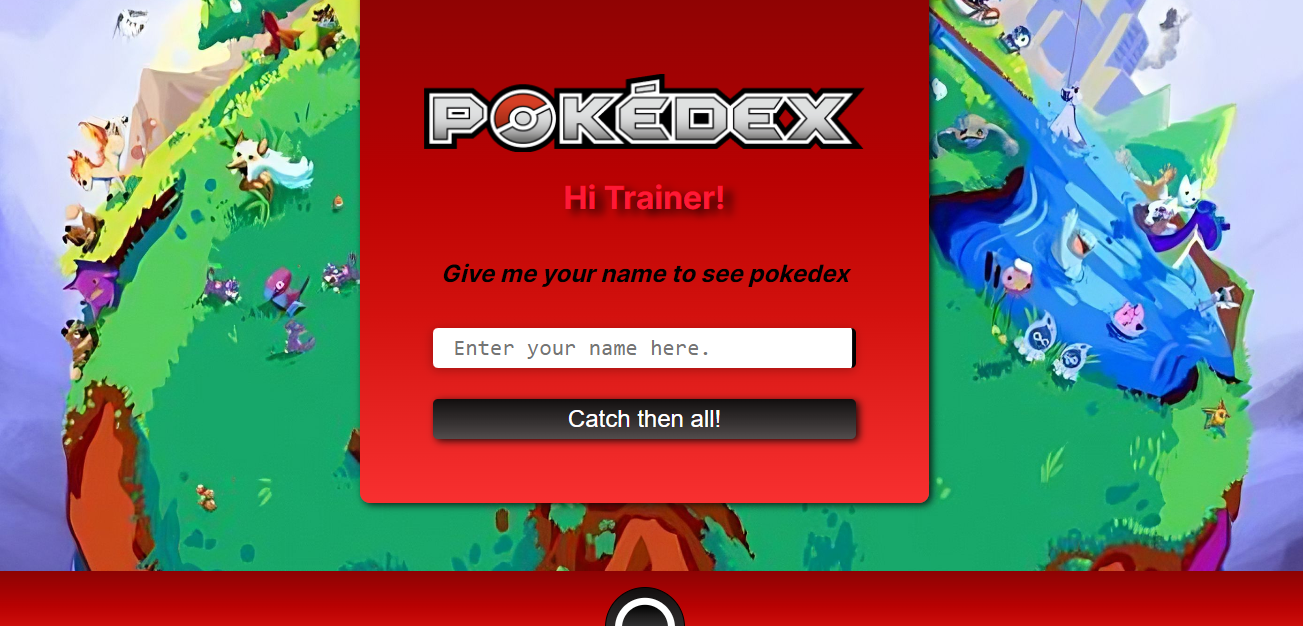 POKÉDEX
Hi Trainer!
Give me your name to see pokedex
Enter your name here.
Catch then all!